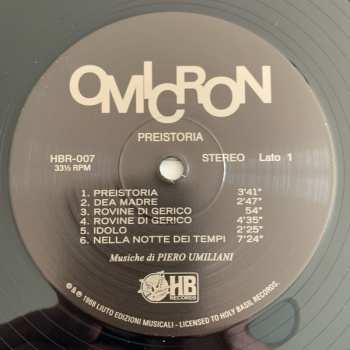 OMICRON
PREISTORIA
HBR-007 STEREO Lato 1
33⅓ RPM
1. PREISTORIA 3'41"
2. DEA MADRE 2'47"
3. ROVINE DI GERICO 54"
4. ROVINE DI GERICO 4'35"
5. IDOLO 2'25"
6. NELLA NOTTE DEI TEMPI 7'24"
Musiche di PIERO UMILIANI
HB
RECORDS
℗ & © 1988 LIUTO EDIZIONI MUSICALI - LICENSED TO HOLY BASIL RECORDS.